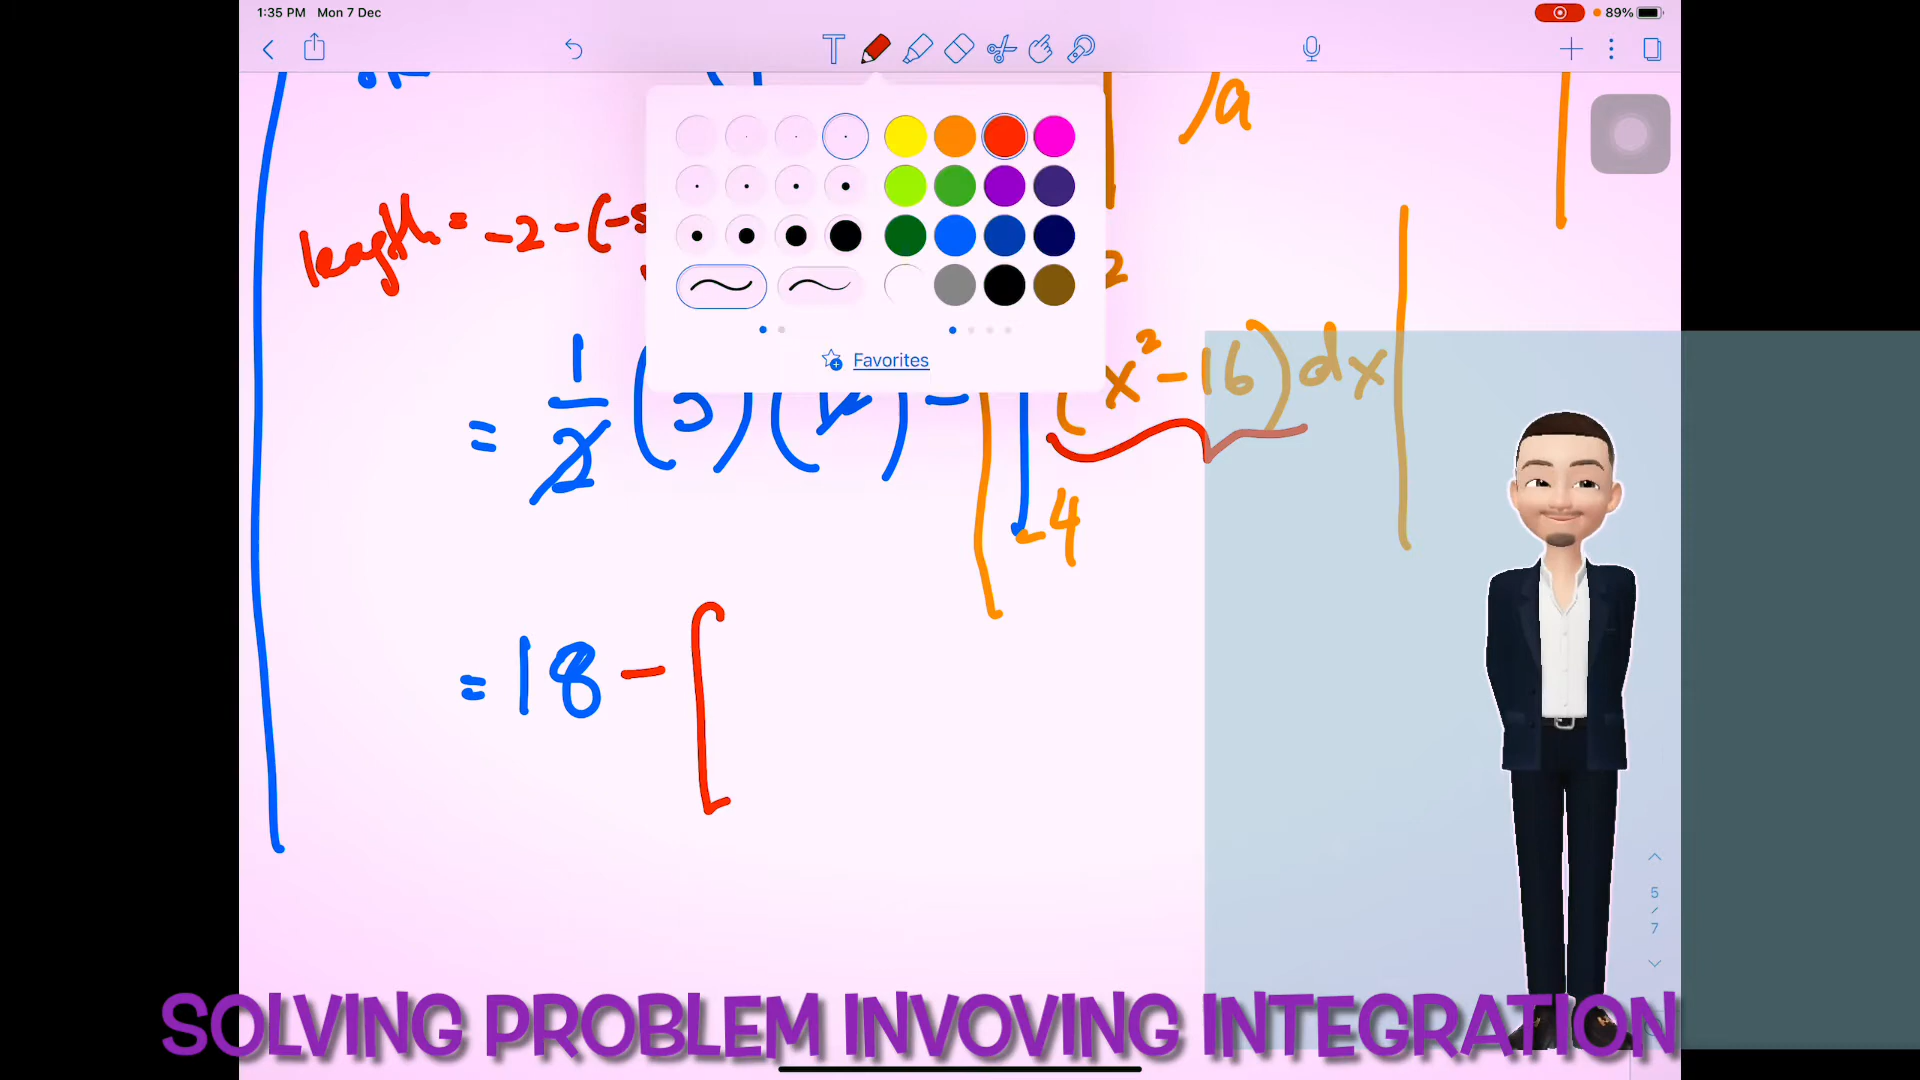 1:35 PM Mon 7 Dec
89%
T
a
length = -2 - (-5
2
= 1/2 (3)(12) - | ∫ (x² - 16) dx |
-4
Favorites
= 18 - [
5
/
7
SOLVING PROBLEM INVOVING INTEGRATION